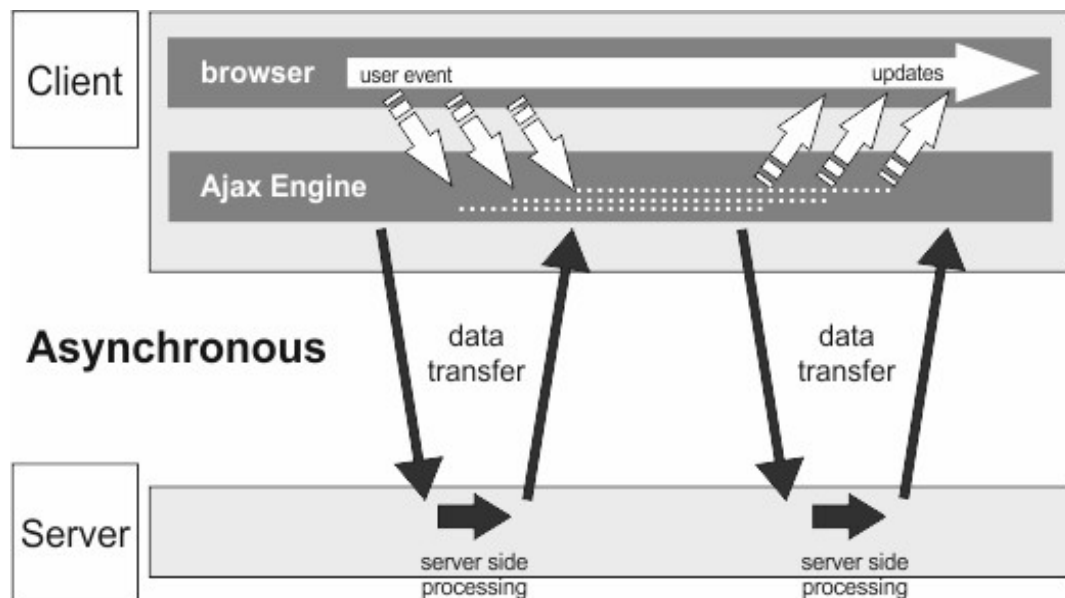 Client
browser
user event
updates
Ajax Engine
Asynchronous
data
transfer
data
transfer
Server
server side
processing
server side
processing